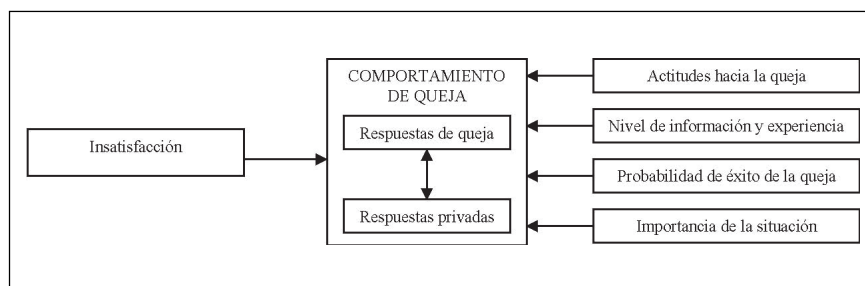 Insatisfacción
COMPORTAMIENTO
DE QUEJA
Respuestas de queja
Respuestas privadas
Actitudes hacia la queja
Nivel de información y experiencia
Probabilidad de éxito de la queja
Importancia de la situación